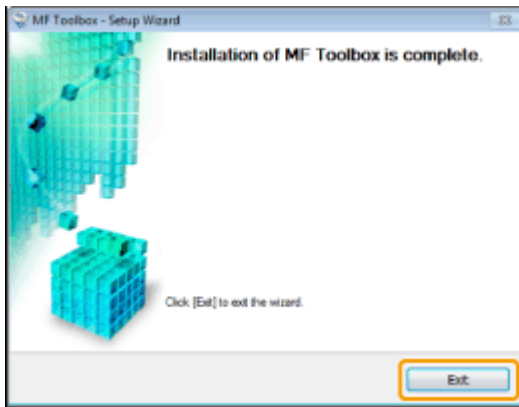 MF Toolbox - Setup Wizard
Installation of MF Toolbox is complete.
Click [Exit] to exit the wizard.
Exit